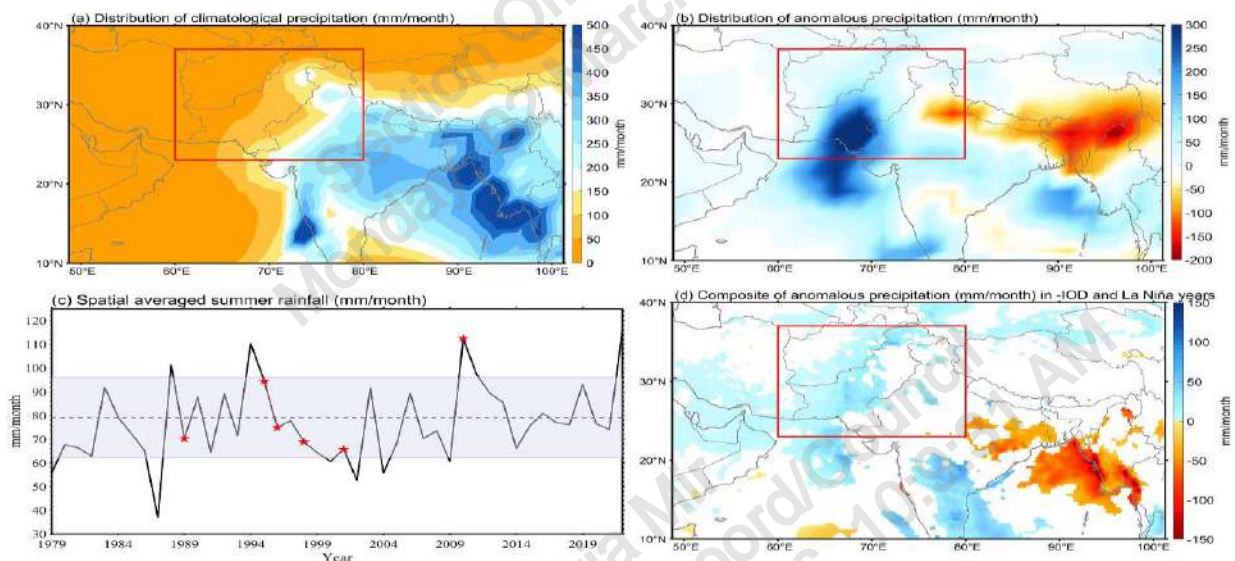 (a) Distribution of climatological precipitation (mm/month)
40°N
30°N
20°N
10°N
50°E 60°E 70°E 80°E 90°E 100°E
500
450
400
350
300
250
200
150
100
50
0
mm/month
(b) Distribution of anomalous precipitation (mm/month)
40°N
30°N
20°N
10°N
50°E 60°E 70°E 80°E 90°E 100°E
300
250
200
150
100
50
0
-50
-100
-150
-200
mm/month
(c) Spatial averaged summer rainfall (mm/month)
mm/month
120
110
100
90
80
70
60
50
40
30
1979 1984 1989 1994 1999 2004 2009 2014 2019
Year
(d) Composite of anomalous precipitation (mm/month) in -IOD and La Niña years
40°N
30°N
20°N
10°N
50°E 60°E 70°E 80°E 90°E 100°E
150
100
50
0
-50
-100
-150
mm/month
Section